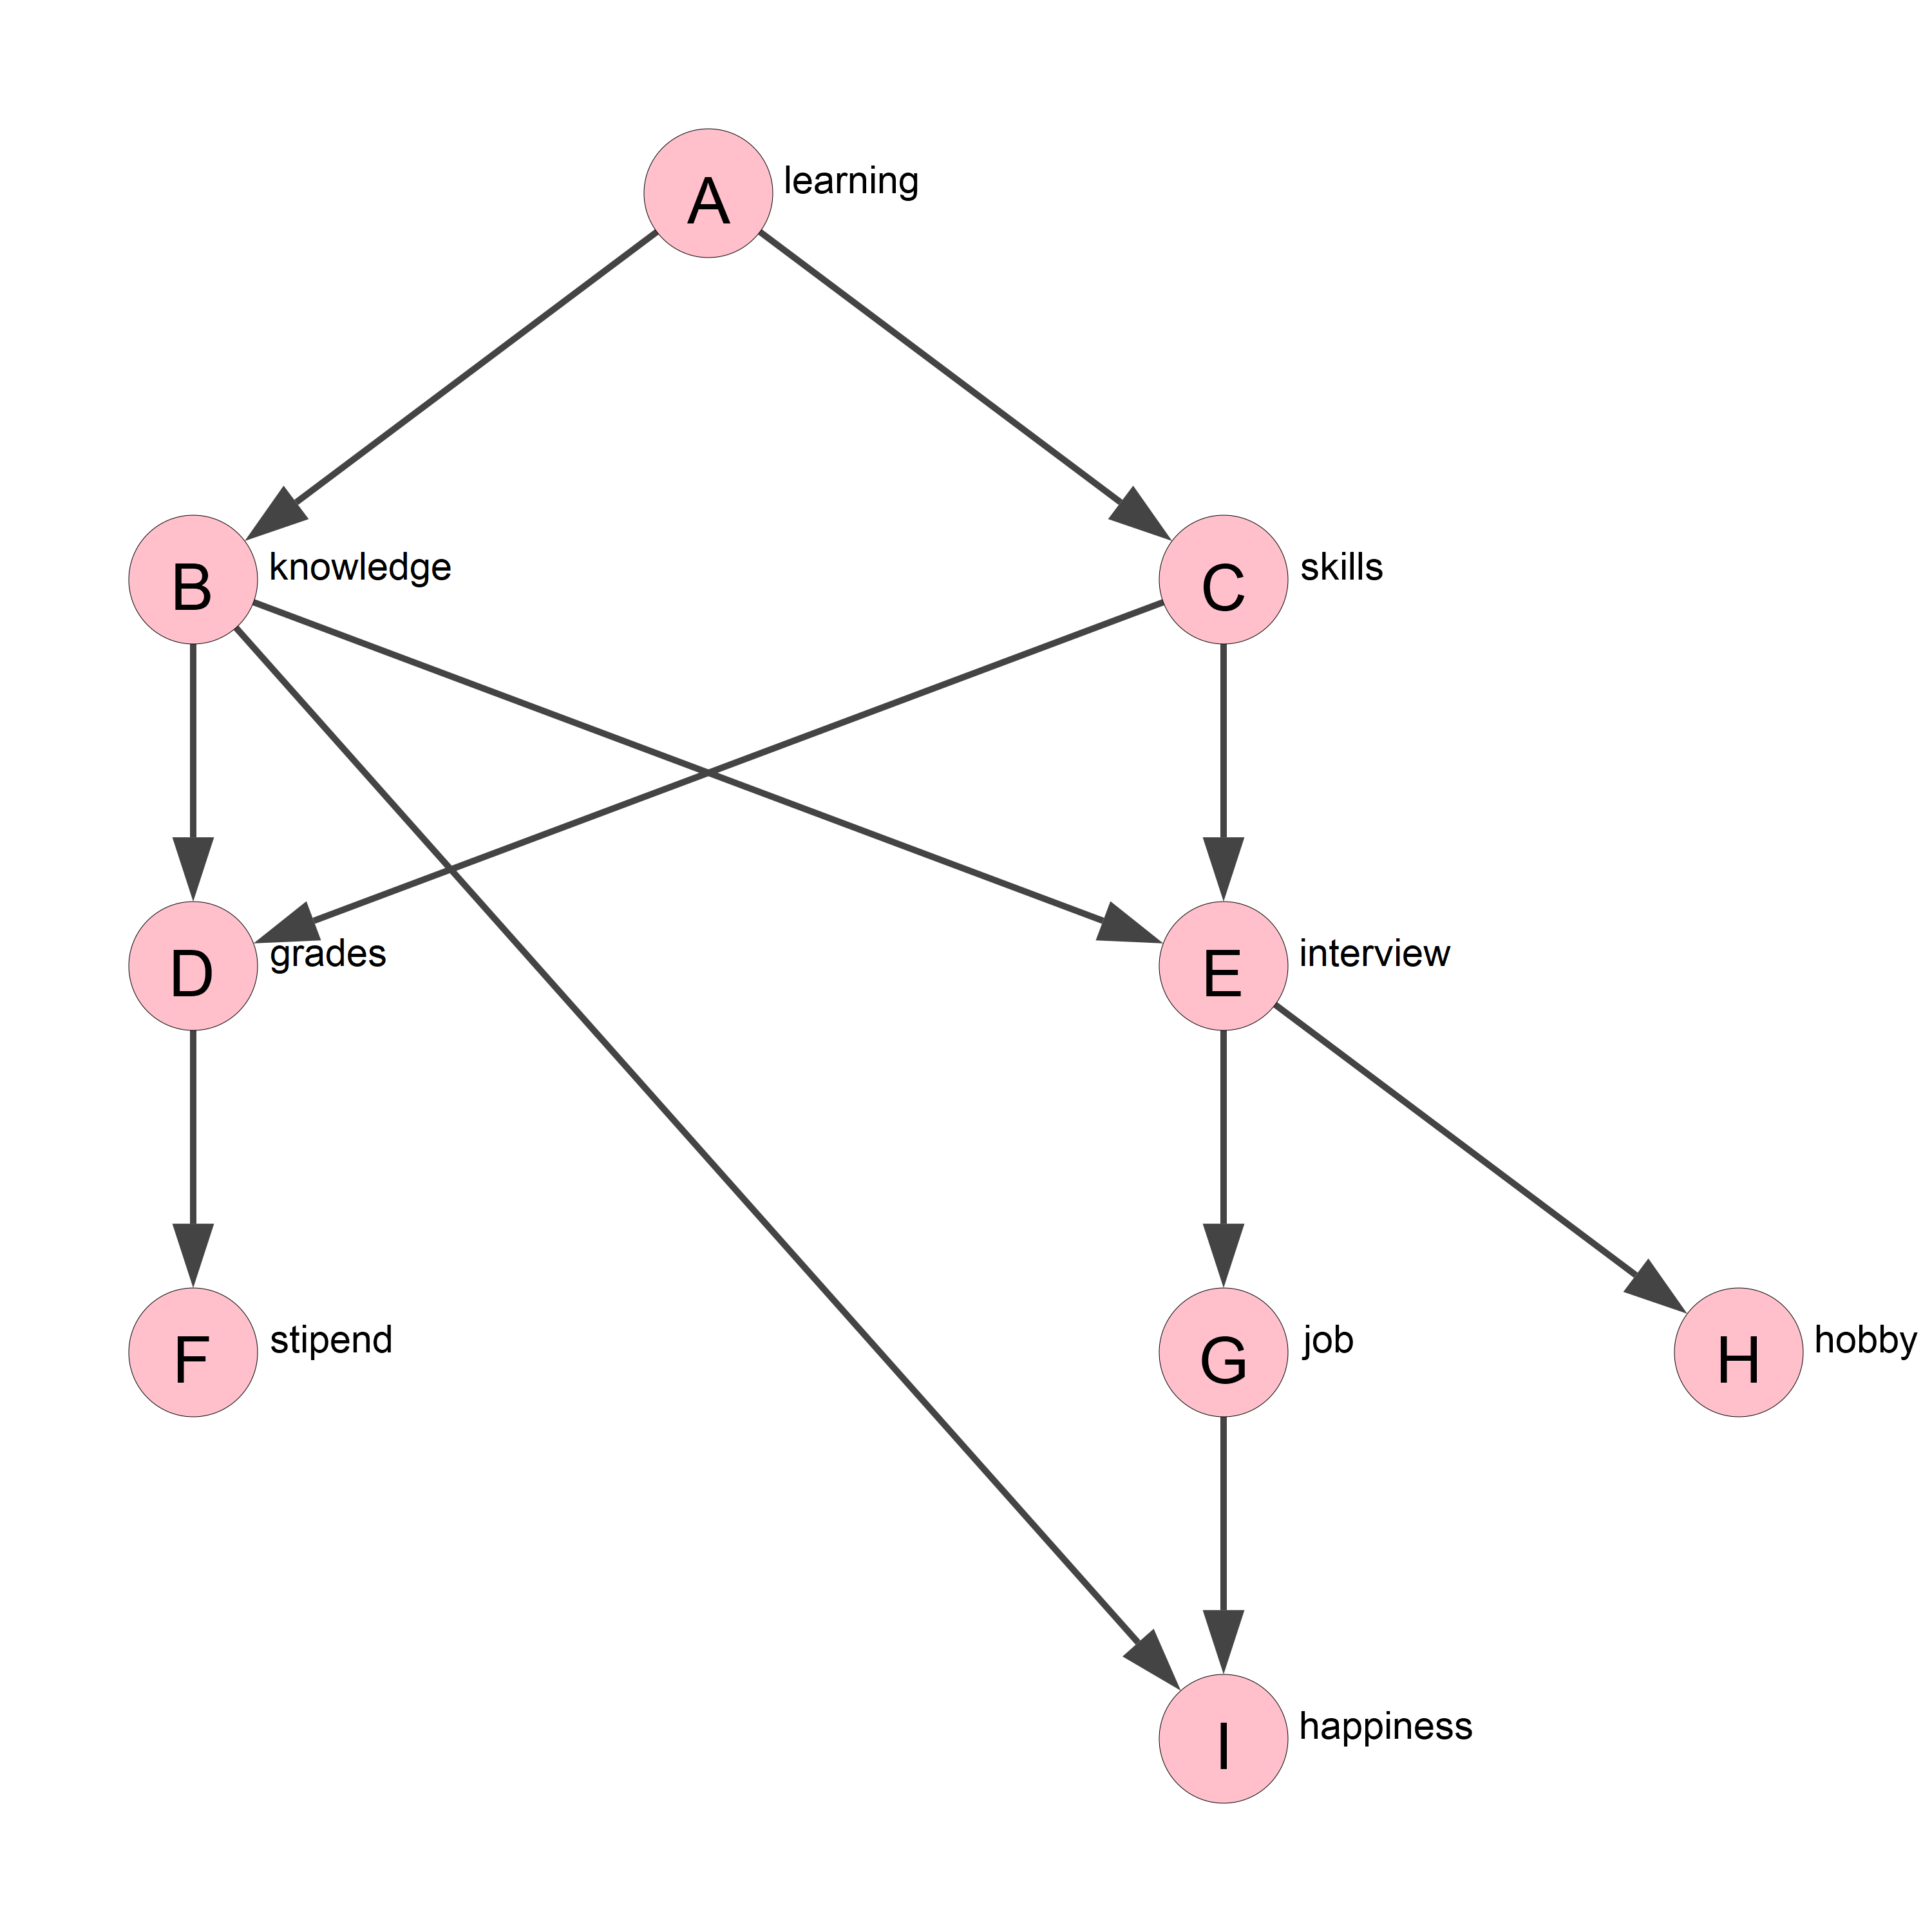 A learning
B knowledge
C skills
D grades
E interview
F stipend
G job
H hobby
I happiness